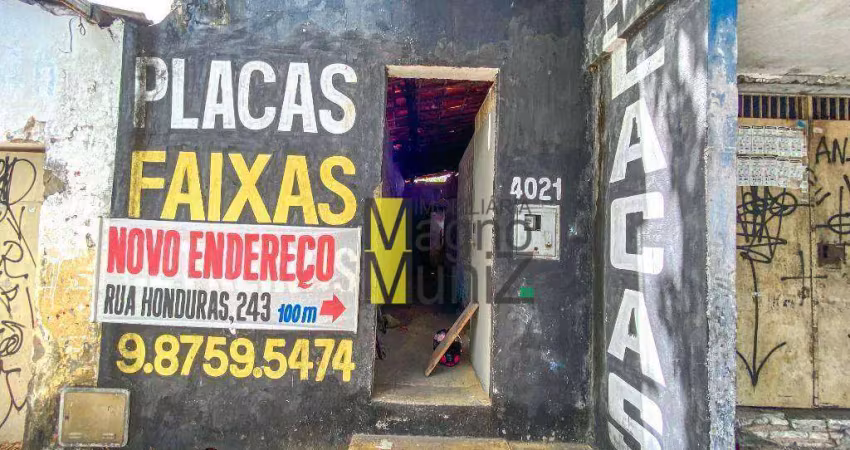 PLACAS
FAIXAS
NOVO ENDEREÇO
RUA HONDURAS, 243 100m
9.8759.5474
4021
IMOBILIÁRIA
Magno
Muniz
PLACAS